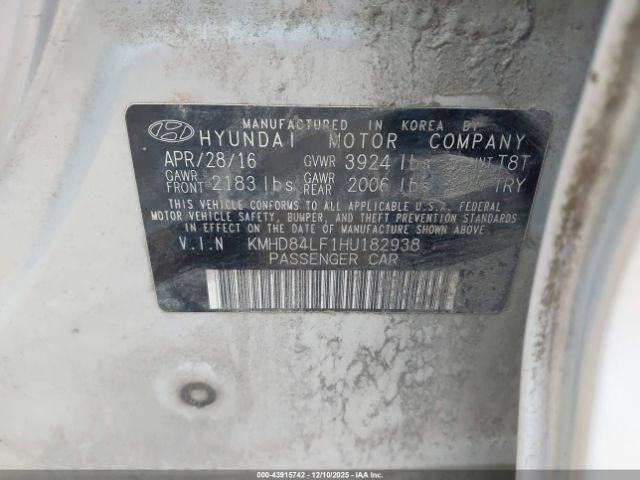 MANUFACTURED IN KOREA BY
HYUNDAI MOTOR COMPANY
APR/28/16 GVWR 3924 lbs T8T
GAWR FRONT 2183 lbs GAWR REAR 2006 lbs TRY
THIS VEHICLE CONFORMS TO ALL APPLICABLE U.S.A. FEDERAL
MOTOR VEHICLE SAFETY, BUMPER, AND THEFT PREVENTION STANDARDS
IN EFFECT ON THE DATE OF MANUFACTURE SHOWN ABOVE.
V.I.N KMHD84LF1HU182938
PASSENGER CAR
000-43915742 - 12/10/2025 - IAA